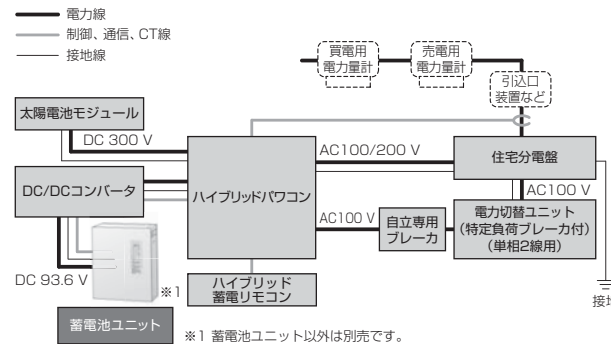 電力線
制御、通信、CT線
接地線
買電用
電力量計
売電用
電力量計
引込口
装置など
太陽電池モジュール
DC 300 V
AC100/200 V
住宅分電盤
DC/DCコンバータ
ハイブリッドパワコン
AC100 V
AC100 V
自立専用
ブレーカ
電力切替ユニット
(特定負荷ブレーカ付)
(単相2線用)
DC 93.6 V
※1
ハイブリッド
蓄電リモコン
接地
蓄電池ユニット
※1 蓄電池ユニット以外は別売です。